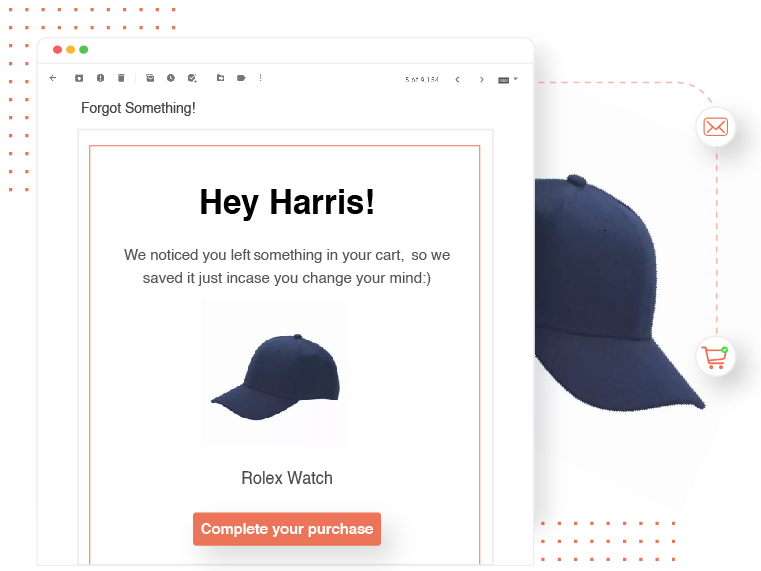 5 of 9,154
Forgot Something!
Hey Harris!
We noticed you left something in your cart, so we
saved it just incase you change your mind:)
Rolex Watch
Complete your purchase